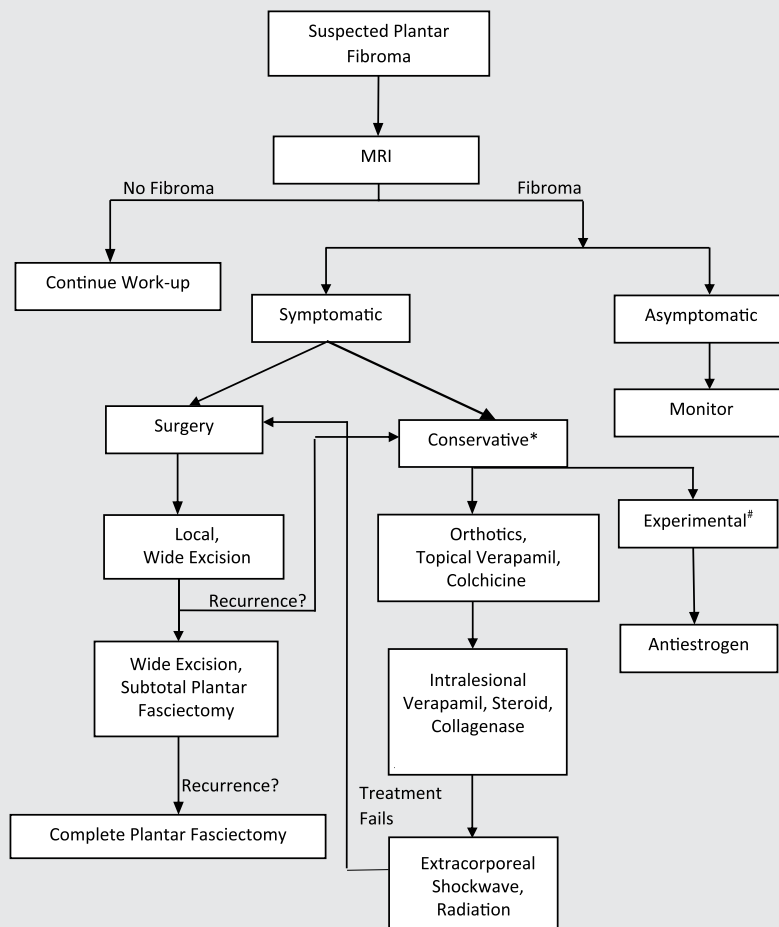 Suspected Plantar
Fibroma
MRI
No Fibroma
Fibroma
Continue Work-up
Symptomatic
Asymptomatic
Monitor
Surgery
Conservative*
Local,
Wide Excision
Orthotics,
Topical Verapamil,
Colchicine
Experimental#
Recurrence?
Antiestrogen
Wide Excision,
Subtotal Plantar
Fasciectomy
Intralesional
Verapamil, Steroid,
Collagenase
Recurrence?
Treatment
Fails
Complete Plantar Fasciectomy
Extracorporeal
Shockwave,
Radiation